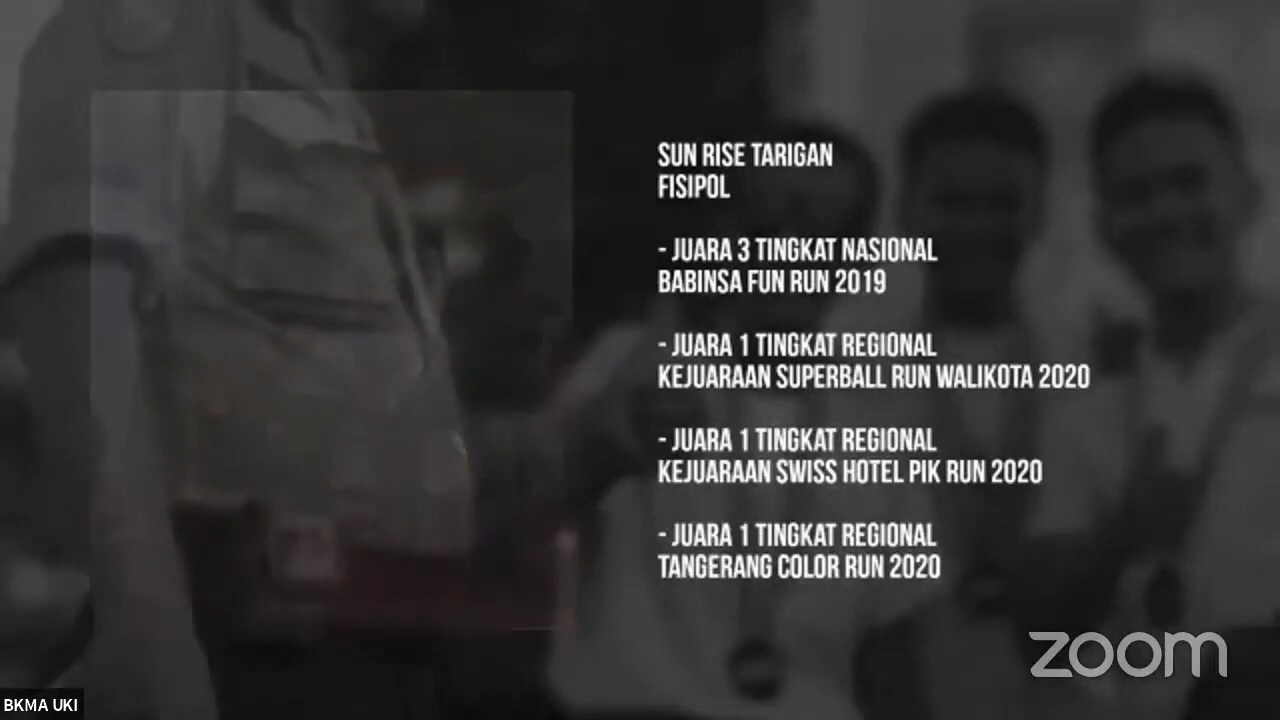 SUN RISE TARIGAN
FISIPOL
- JUARA 3 TINGKAT NASIONAL
BABINSA FUN RUN 2019
- JUARA 1 TINGKAT REGIONAL
KEJUARAAN SUPERBALL RUN WALIKOTA 2020
- JUARA 1 TINGKAT REGIONAL
KEJUARAAN SWISS HOTEL PIK RUN 2020
- JUARA 1 TINGKAT REGIONAL
TANGERANG COLOR RUN 2020
zoom
BKMA UKI